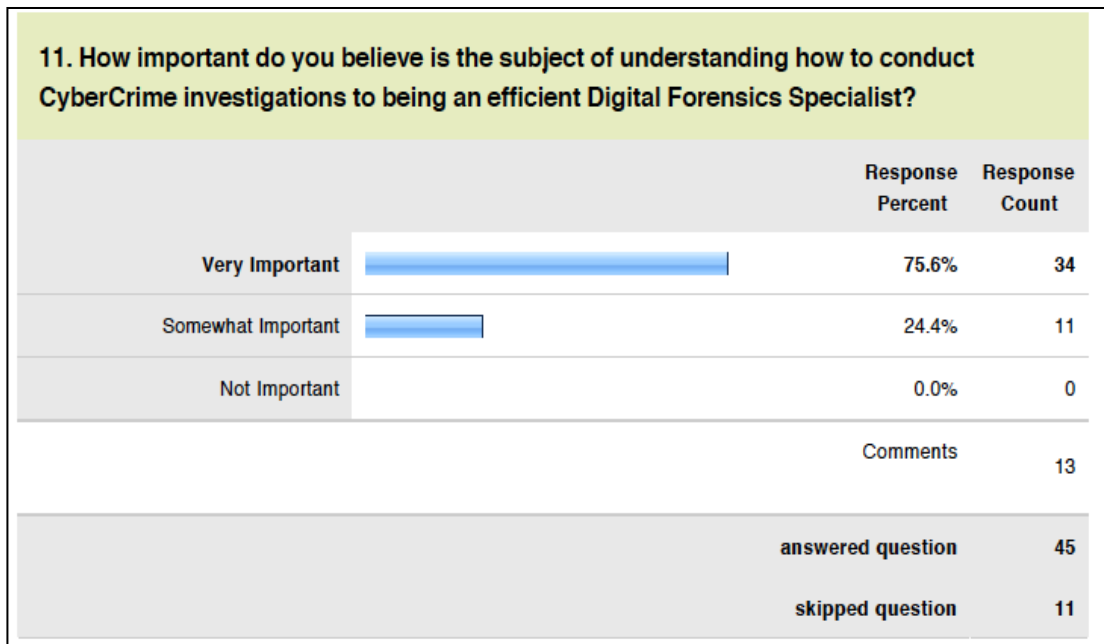 11. How important do you believe is the subject of understanding how to conduct
CyberCrime investigations to being an efficient Digital Forensics Specialist?
Response Percent Response Count
Very Important 75.6% 34
Somewhat Important 24.4% 11
Not Important 0.0% 0
Comments 13
answered question 45
skipped question 11